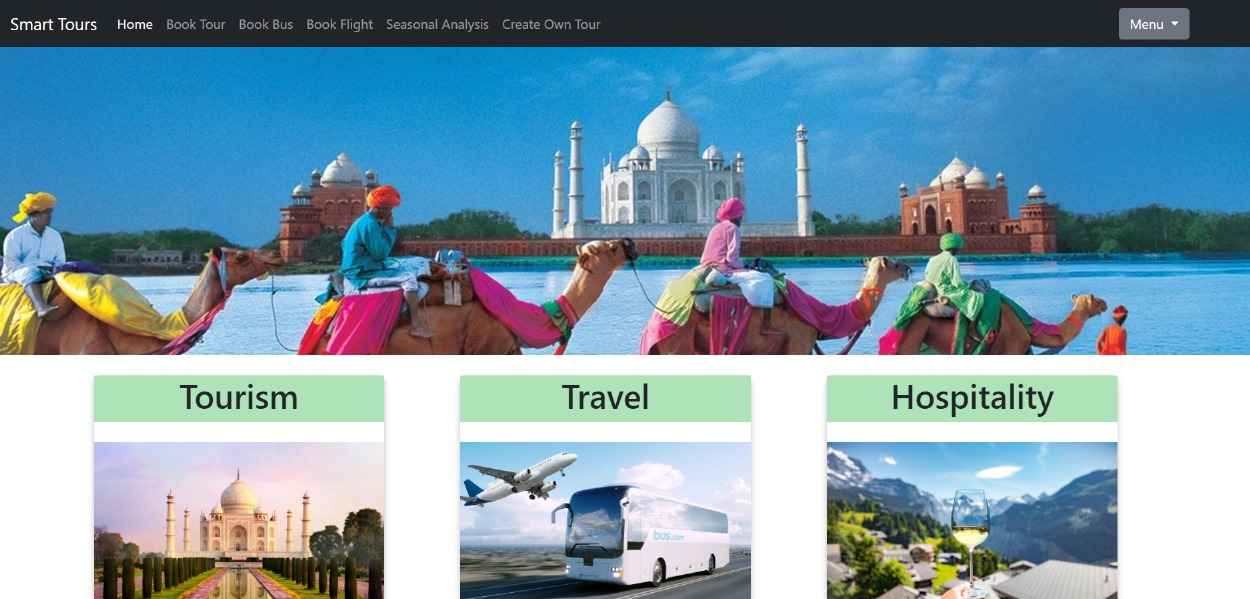 Smart Tours Home Book Tour Book Bus Book Flight Seasonal Analysis Create Own Tour Menu
Tourism Travel Hospitality
bus.com